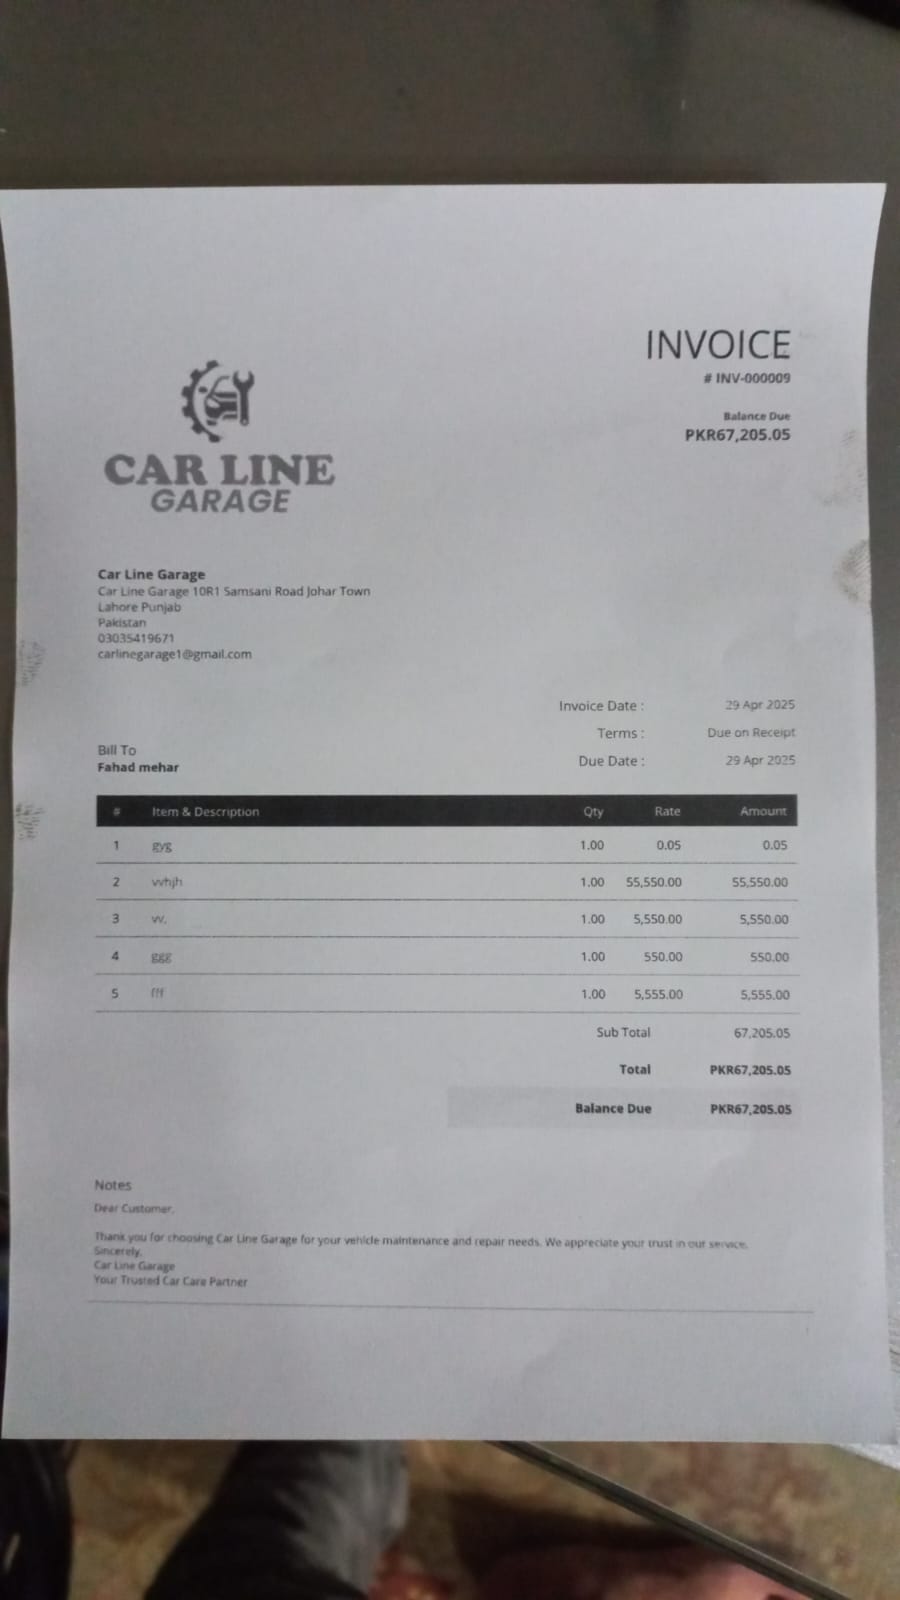 INVOICE
# INV-000009
Balance Due
PKR67,205.05
CAR LINE
GARAGE
Car Line Garage
Car Line Garage 10R1 Samsani Road Johar Town
Lahore Punjab
Pakistan
03035419671
carlinegarage1@gmail.com
Invoice Date : 29 Apr 2025
Terms : Due on Receipt
Due Date : 29 Apr 2025
Bill To
Fahad mehar
# Item & Description Qty Rate Amount
1 gyg 1.00 0.05 0.05
2 vvhjh 1.00 55,550.00 55,550.00
3 vv, 1.00 5,550.00 5,550.00
4 ggg 1.00 550.00 550.00
5 fff 1.00 5,555.00 5,555.00
Sub Total 67,205.05
Total PKR67,205.05
Balance Due PKR67,205.05
Notes
Dear Customer,
Thank you for choosing Car Line Garage for your vehicle maintenance and repair needs. We appreciate your trust in our service.
Sincerely,
Car Line Garage
Your Trusted Car Care Partner